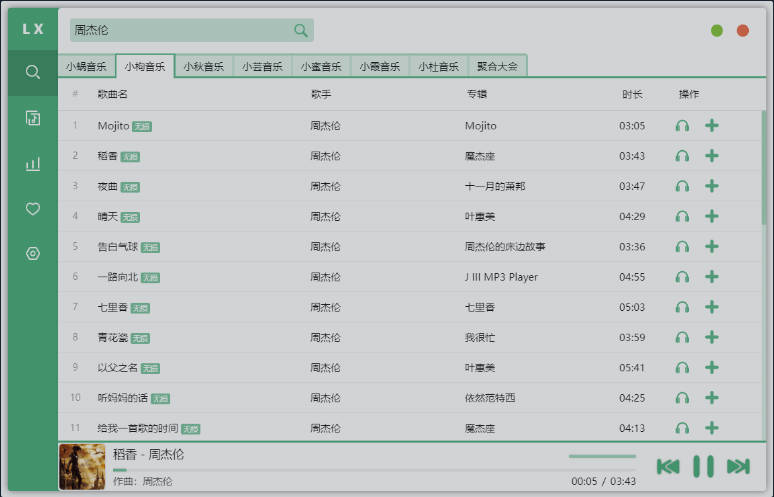 LX
周杰伦
小蜗音乐 小枸音乐 小秋音乐 小芸音乐 小蜜音乐 小霞音乐 小杜音乐 聚合大会
# 歌曲名 歌手 专辑 时长 操作
1 Mojito 无损 周杰伦 Mojito 03:05
2 稻香 无损 周杰伦 魔杰座 03:43
3 夜曲 无损 周杰伦 十一月的萧邦 03:47
4 晴天 无损 周杰伦 叶惠美 04:29
5 告白气球 无损 周杰伦 周杰伦的床边故事 03:36
6 一路向北 无损 周杰伦 J III MP3 Player 04:55
7 七里香 无损 周杰伦 七里香 05:03
8 青花瓷 无损 周杰伦 我很忙 03:59
9 以父之名 无损 周杰伦 叶惠美 05:41
10 听妈妈的话 无损 周杰伦 依然范特西 04:25
11 给我一首歌的时间 无损 周杰伦 魔杰座 04:13
稻香 - 周杰伦
作曲：周杰伦 00:05 / 03:43